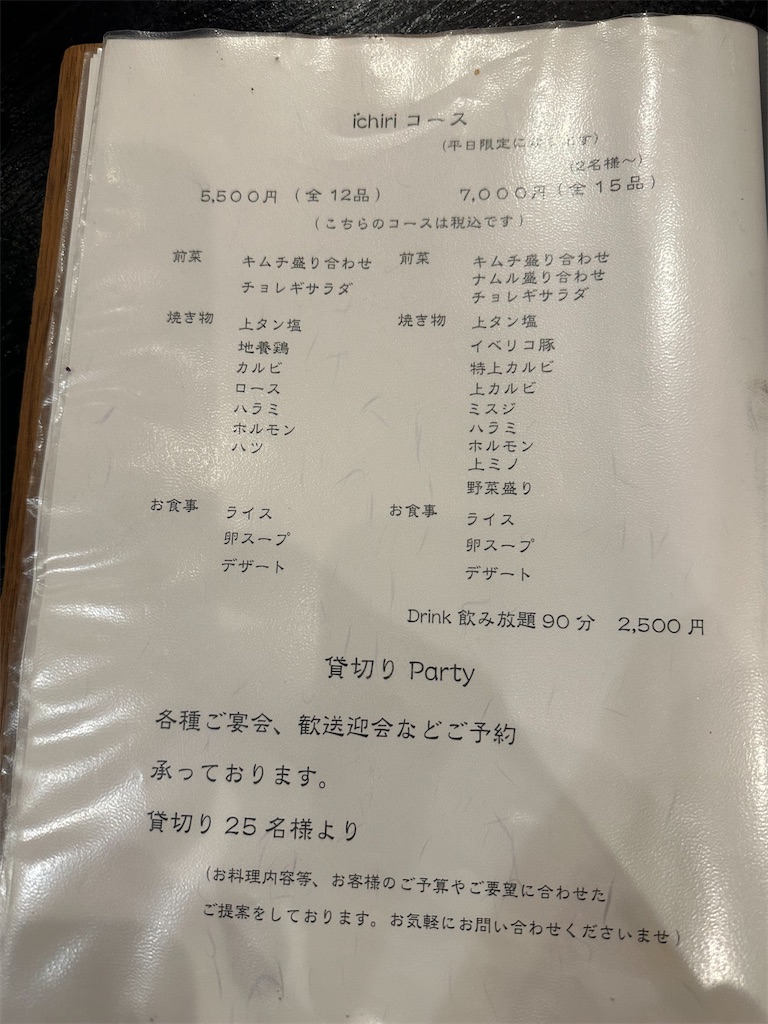 ichiri コース
(平日限定になります)
(2名様〜)
5,500円 (全 12品) 7,000円 (全 15品)
(こちらのコースは税込です)
前菜 キムチ盛り合わせ
チョレギサラダ
焼き物 上タン塩
地養鶏
カルビ
ロース
ハラミ
ホルモン
ハツ
お食事 ライス
卵スープ
デザート
前菜 キムチ盛り合わせ
ナムル盛り合わせ
チョレギサラダ
焼き物 上タン塩
イベリコ豚
特上カルビ
上カルビ
ミスジ
ハラミ
ホルモン
上ミノ
野菜盛り
お食事 ライス
卵スープ
デザート
Drink 飲み放題 90分 2,500円
貸切り Party
各種ご宴会、歓送迎会などご予約
承っております。
貸切り 25 名様より
(お料理内容等、お客様のご予算やご要望に合わせた
ご提案をしております。お気軽にお問い合わせくださいませ)